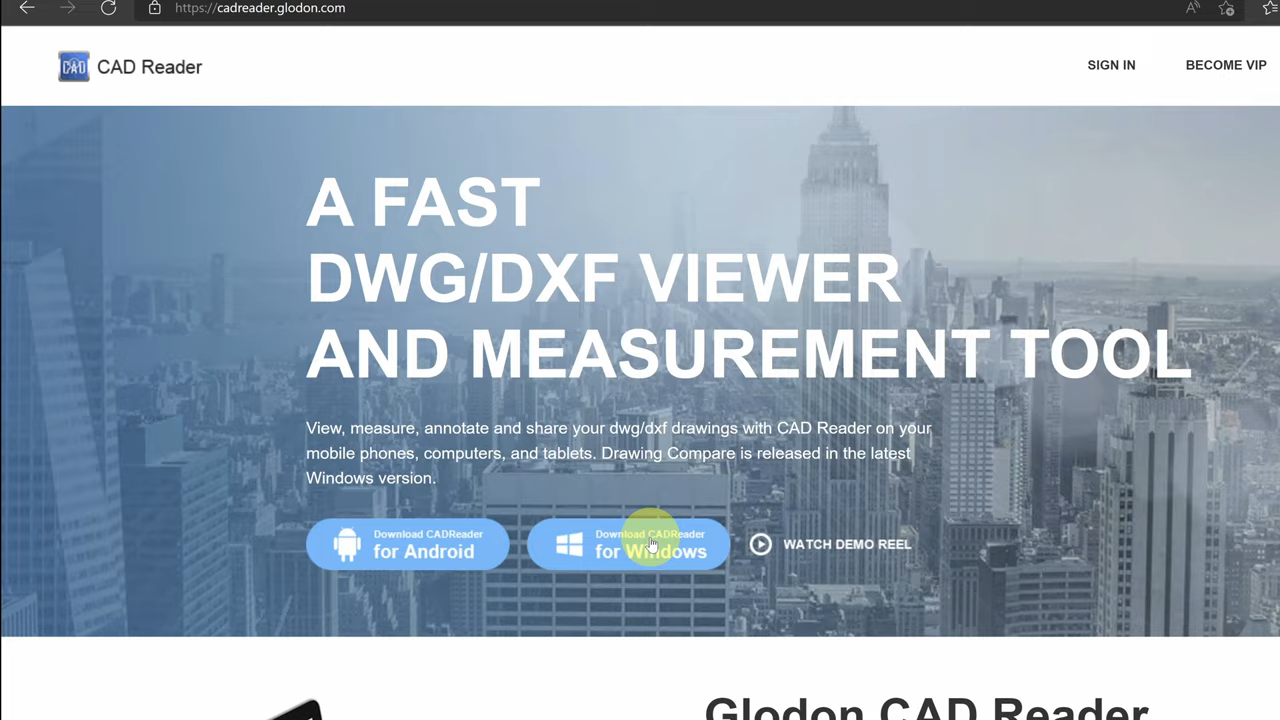 https://cadreader.glodon.com
CAD CAD Reader
SIGN IN
BECOME VIP
A FAST
DWG/DXF VIEWER
AND MEASUREMENT TOOL
View, measure, annotate and share your dwg/dxf drawings with CAD Reader on your
mobile phones, computers, and tablets. Drawing Compare is released in the latest
Windows version.
Download CADReader
for Android
Download CADReader
for Windows
WATCH DEMO REEL
Glodon CAD Reader